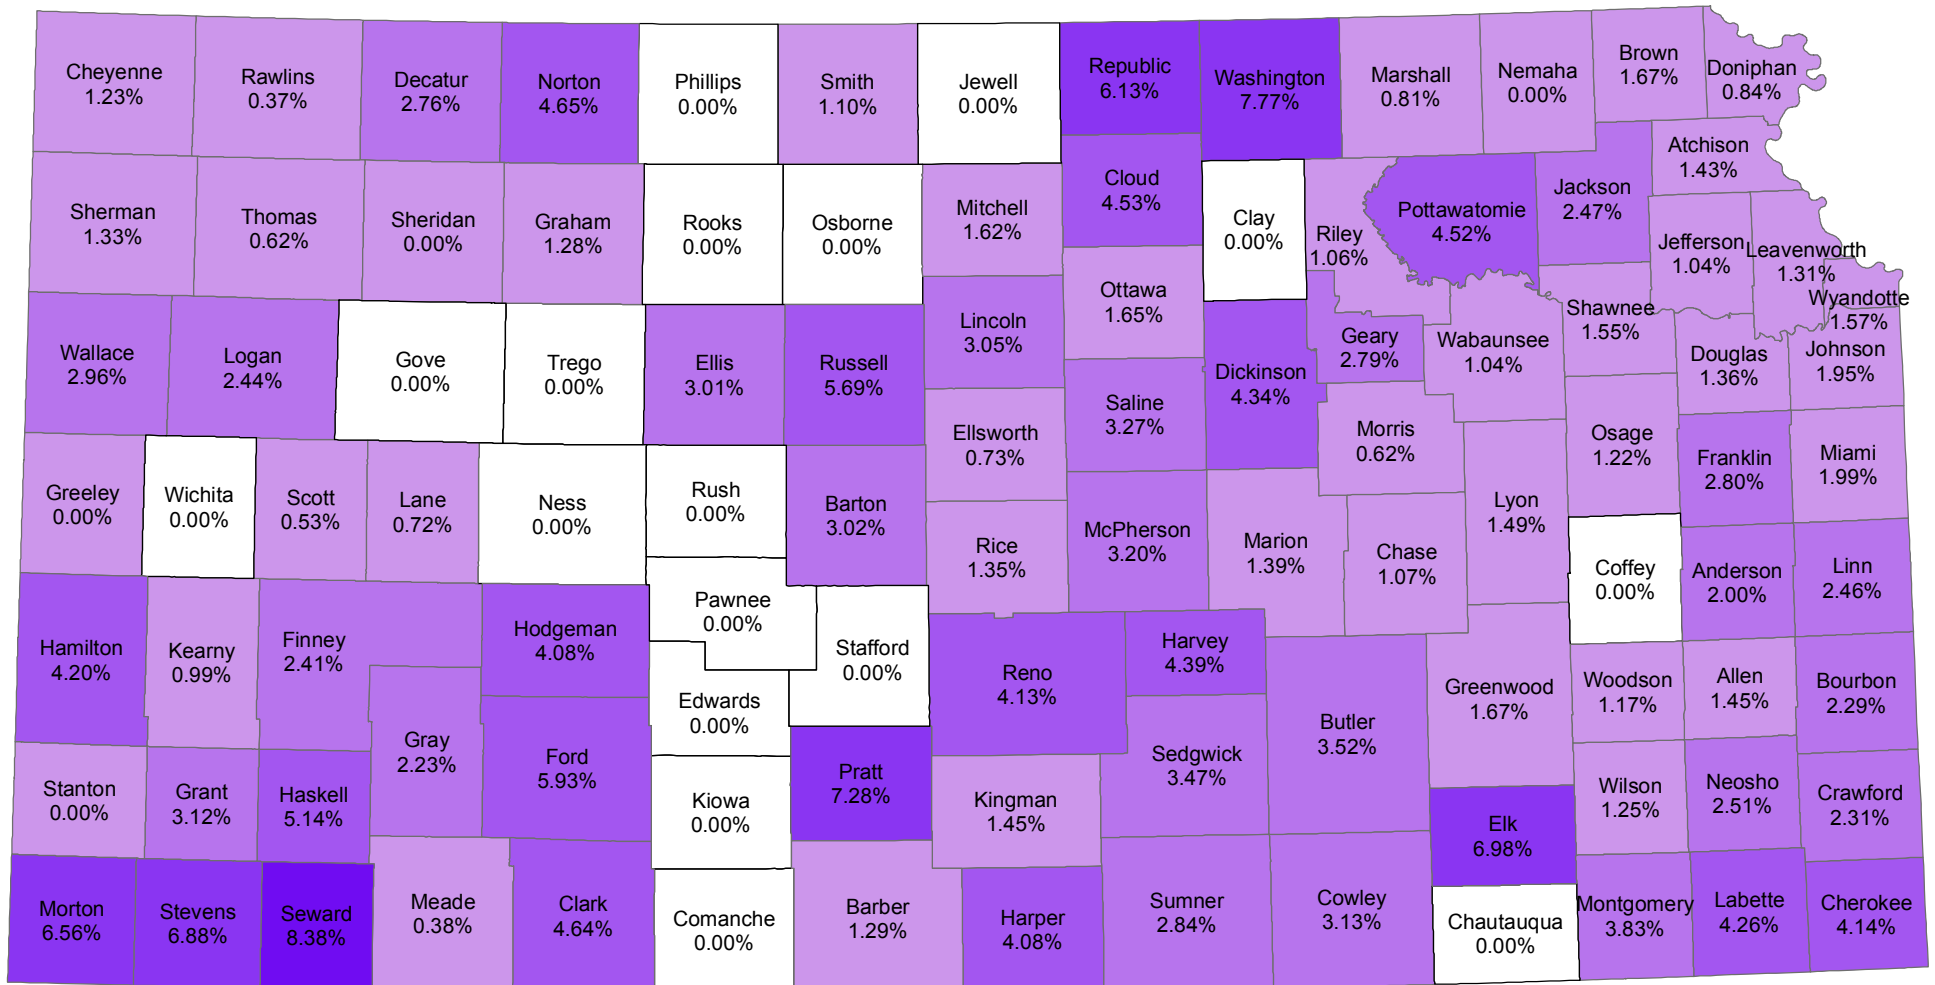 Cheyenne
1.23%
Rawlins
0.37%
Decatur
2.76%
Norton
4.65%
Phillips
0.00%
Smith
1.10%
Jewell
0.00%
Republic
6.13%
Washington
7.77%
Marshall
0.81%
Nemaha
0.00%
Brown
1.67%
Doniphan
0.84%
Atchison
1.43%
Sherman
1.33%
Thomas
0.62%
Sheridan
0.00%
Graham
1.28%
Rooks
0.00%
Osborne
0.00%
Mitchell
1.62%
Cloud
4.53%
Clay
0.00%
Riley
1.06%
Pottawatomie
4.52%
Jackson
2.47%
Jefferson
1.04%
Leavenworth
1.31%
Wyandotte
1.57%
Wallace
2.96%
Logan
2.44%
Gove
0.00%
Trego
0.00%
Ellis
3.01%
Russell
5.69%
Lincoln
3.05%
Ottawa
1.65%
Saline
3.27%
Dickinson
4.34%
Geary
2.79%
Wabaunsee
1.04%
Shawnee
1.55%
Douglas
1.36%
Johnson
1.95%
Greeley
0.00%
Wichita
0.00%
Scott
0.53%
Lane
0.72%
Ness
0.00%
Rush
0.00%
Barton
3.02%
Ellsworth
0.73%
Rice
1.35%
McPherson
3.20%
Marion
1.39%
Morris
0.62%
Chase
1.07%
Lyon
1.49%
Osage
1.22%
Franklin
2.80%
Miami
1.99%
Coffey
0.00%
Anderson
2.00%
Linn
2.46%
Hamilton
4.20%
Kearny
0.99%
Finney
2.41%
Hodgeman
4.08%
Pawnee
0.00%
Stafford
0.00%
Edwards
0.00%
Reno
4.13%
Harvey
4.39%
Butler
3.52%
Greenwood
1.67%
Woodson
1.17%
Allen
1.45%
Bourbon
2.29%
Stanton
0.00%
Grant
3.12%
Haskell
5.14%
Gray
2.23%
Ford
5.93%
Kiowa
0.00%
Pratt
7.28%
Kingman
1.45%
Sedgwick
3.47%
Elk
6.98%
Wilson
1.25%
Neosho
2.51%
Crawford
2.31%
Morton
6.56%
Stevens
6.88%
Seward
8.38%
Meade
0.38%
Clark
4.64%
Comanche
0.00%
Barber
1.29%
Harper
4.08%
Sumner
2.84%
Cowley
3.13%
Chautauqua
0.00%
Montgomery
3.83%
Labette
4.26%
Cherokee
4.14%